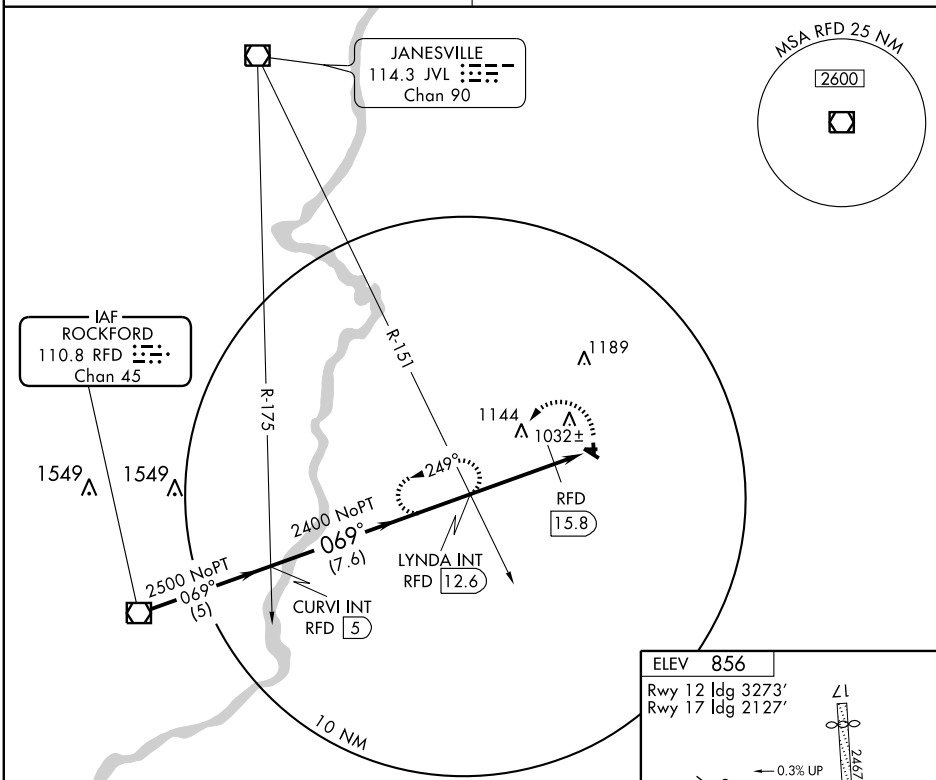 JANESVILLE
114.3 JVL
Chan 90
MSA RFD 25 NM
2600
IAF
ROCKFORD
110.8 RFD
Chan 45
R-175
R-151
1189
1144
1032±
1549
1549
249°
RFD
15.8
2400 NoPT
069°
(7.6)
LYNDA INT
RFD 12.6
2500 NoPT
069°
(5)
CURVI INT
RFD 5
10 NM
ELEV 856
Rwy 12 ldg 3273'
Rwy 17 ldg 2127'
17
2467
0.3% UP